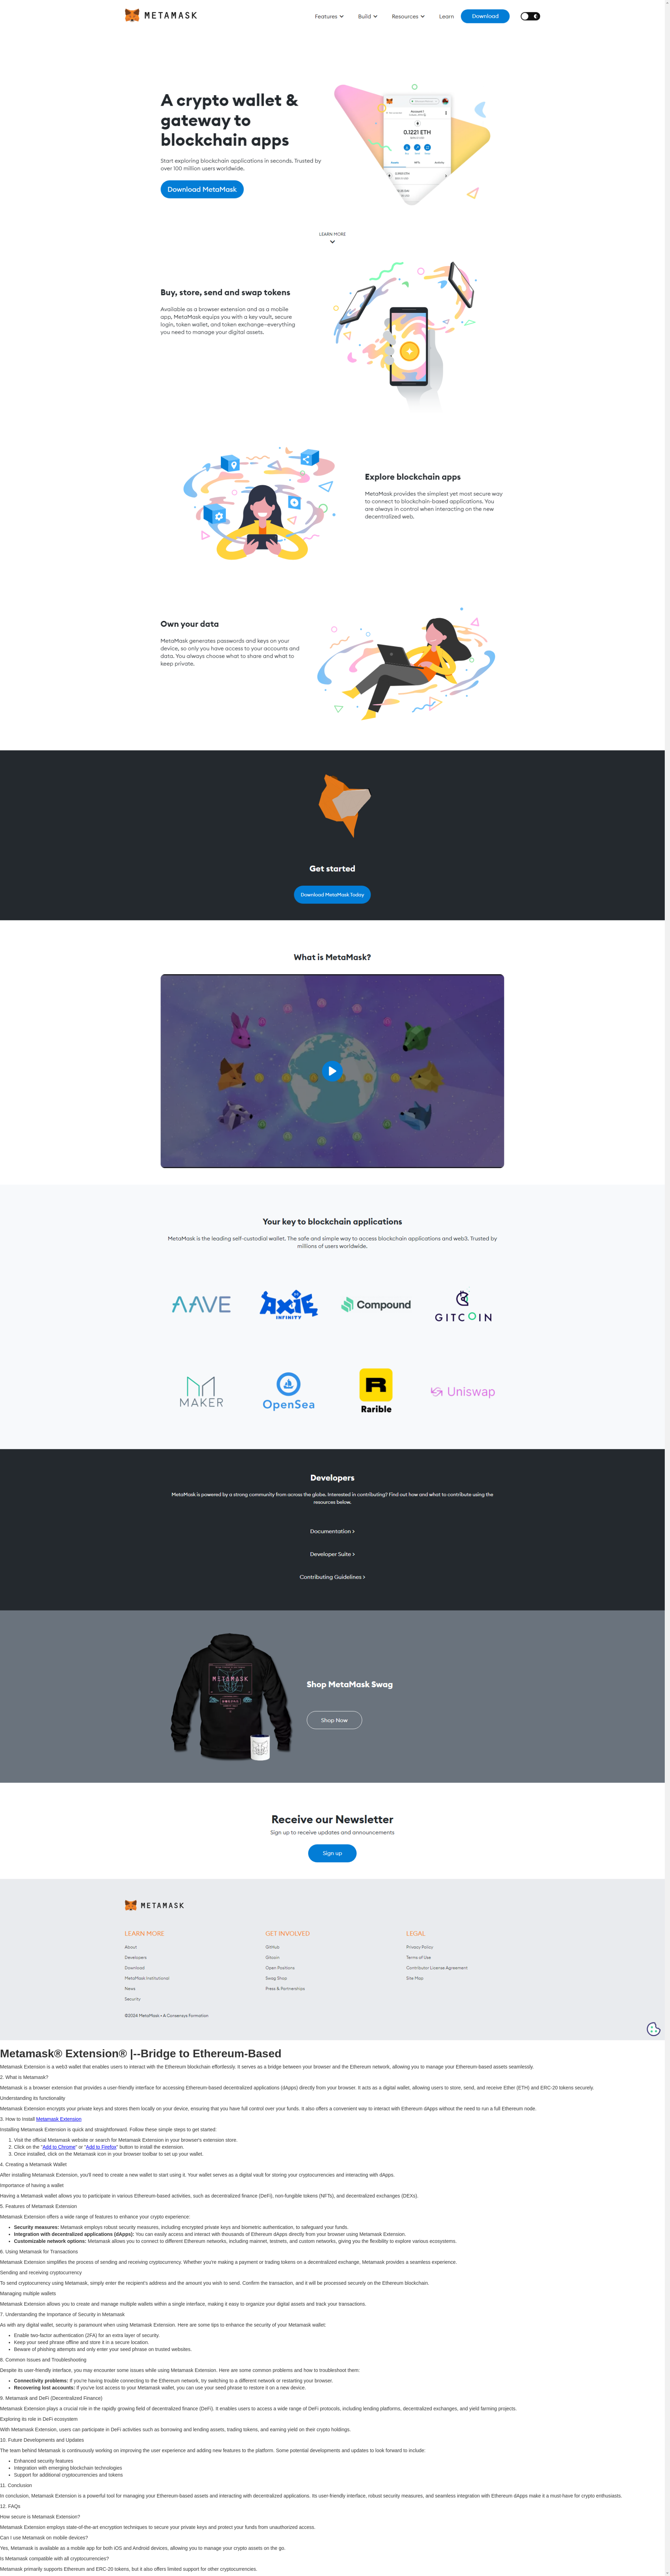 METAMASK
Features
Build
Resources
Learn
Download
A crypto wallet &
gateway to
blockchain apps
Start exploring blockchain applications in seconds. Trusted by
over 100 million users worldwide.
Download MetaMask
0.1221 ETH
LEARN MORE
Buy, store, send and swap tokens
Available as a browser extension and as a mobile
app, MetaMask equips you with a key vault, secure
login, token wallet, and token exchange—everything
you need to manage your digital assets.
Explore blockchain apps
MetaMask provides the simplest yet most secure way
to connect to blockchain-based applications. You
are always in control when interacting on the new
decentralized web.
Own your data
MetaMask generates passwords and keys on your
device, so only you have access to your accounts and
data. You always choose what to share and what to
keep private.
Get started
Download MetaMask Today
What is MetaMask?
Your key to blockchain applications
MetaMask is the leading self-custodial wallet. The safe and simple way to access blockchain applications and web3. Trusted by
millions of users worldwide.
AAVE
AXIE
INFINITY
Compound
GITCOIN
MAKER
OpenSea
R
Rarible
Uniswap
Developers
MetaMask is powered by a strong community from across the globe. Interested in contributing? Find out how and what to contribute using the
resources below.
Documentation >
Developer Suite >
Contributing Guidelines >
METAMASK
Shop MetaMask Swag
Shop Now
Receive our Newsletter
Sign up to receive updates and announcements
Sign up
METAMASK
LEARN MORE
About
Developers
Download
MetaMask Institutional
News
Security
GET INVOLVED
GitHub
Gitcoin
Open Positions
Swag Shop
Press & Partnerships
LEGAL
Privacy Policy
Terms of Use
Contributor License Agreement
Site Map
©2024 MetaMask • A Consensys Formation
Metamask® Extension® |--Bridge to Ethereum-Based
Metamask Extension is a web3 wallet that enables users to interact with the Ethereum blockchain effortlessly. It serves as a bridge between your browser and the Ethereum network, allowing you to manage your Ethereum-based assets seamlessly.
2. What is Metamask?
Metamask is a browser extension that provides a user-friendly interface for accessing Ethereum-based decentralized applications (dApps) directly from your browser. It acts as a digital wallet, allowing users to store, send, and receive Ether (ETH) and ERC-20 tokens securely.
Understanding its functionality
Metamask Extension encrypts your private keys and stores them locally on your device, ensuring that you have full control over your funds. It also offers a convenient way to interact with Ethereum dApps without the need to run a full Ethereum node.
3. How to Install Metamask Extension
Installing Metamask Extension is quick and straightforward. Follow these simple steps to get started:
1. Visit the official Metamask website or search for Metamask Extension in your browser's extension store.
2. Click on the "Add to Chrome" or "Add to Firefox" button to install the extension.
3. Once installed, click on the Metamask icon in your browser toolbar to set up your wallet.
4. Creating a Metamask Wallet
After installing Metamask Extension, you'll need to create a new wallet to start using it. Your wallet serves as a digital vault for storing your cryptocurrencies and interacting with dApps.
Importance of having a wallet
Having a Metamask wallet allows you to participate in various Ethereum-based activities, such as decentralized finance (DeFi), non-fungible tokens (NFTs), and decentralized exchanges (DEXs).
5. Features of Metamask Extension
Metamask Extension offers a wide range of features to enhance your crypto experience:
Security measures: Metamask employs robust security measures, including encrypted private keys and biometric authentication, to safeguard your funds.
Integration with decentralized applications (dApps): You can easily access and interact with thousands of Ethereum dApps directly from your browser using Metamask Extension.
Customizable network options: Metamask allows you to connect to different Ethereum networks, including mainnet, testnets, and custom networks, giving you the flexibility to explore various ecosystems.
6. Using Metamask for Transactions
Metamask Extension simplifies the process of sending and receiving cryptocurrency. Whether you're making a payment or trading tokens on a decentralized exchange, Metamask provides a seamless experience.
Sending and receiving cryptocurrency
To send cryptocurrency using Metamask, simply enter the recipient's address and the amount you wish to send. Confirm the transaction, and it will be processed securely on the Ethereum blockchain.
Managing multiple wallets
Metamask Extension allows you to create and manage multiple wallets within a single interface, making it easy to organize your digital assets and track your transactions.
7. Understanding the Importance of Security in Metamask
As with any digital wallet, security is paramount when using Metamask Extension. Here are some tips to enhance the security of your Metamask wallet:
Enable two-factor authentication (2FA) for an extra layer of security.
Keep your seed phrase offline and store it in a secure location.
Beware of phishing attempts and only enter your seed phrase on trusted websites.
8. Common Issues and Troubleshooting
Despite its user-friendly interface, you may encounter some issues while using Metamask Extension. Here are some common problems and how to troubleshoot them:
Connectivity problems: If you're having trouble connecting to the Ethereum network, try switching to a different network or restarting your browser.
Recovering lost accounts: If you've lost access to your Metamask wallet, you can use your seed phrase to restore it on a new device.
9. Metamask and DeFi (Decentralized Finance)
Metamask Extension plays a crucial role in the rapidly growing field of decentralized finance (DeFi). It enables users to access a wide range of DeFi protocols, including lending platforms, decentralized exchanges, and yield farming projects.
Exploring its role in DeFi ecosystem
With Metamask Extension, users can participate in DeFi activities such as borrowing and lending assets, trading tokens, and earning yield on their crypto holdings.
10. Future Developments and Updates
The team behind Metamask is continuously working on improving the user experience and adding new features to the platform. Some potential developments and updates to look forward to include:
Enhanced security features
Integration with emerging blockchain technologies
Support for additional cryptocurrencies and tokens
11. Conclusion
In conclusion, Metamask Extension is a powerful tool for managing your Ethereum-based assets and interacting with decentralized applications. Its user-friendly interface, robust security measures, and seamless integration with Ethereum dApps make it a must-have for crypto enthusiasts.
12. FAQs
How secure is Metamask Extension?
Metamask Extension employs state-of-the-art encryption techniques to secure your private keys and protect your funds from unauthorized access.
Can I use Metamask on mobile devices?
Yes, Metamask is available as a mobile app for both iOS and Android devices, allowing you to manage your crypto assets on the go.
Is Metamask compatible with all cryptocurrencies?
Metamask primarily supports Ethereum and ERC-20 tokens, but it also offers limited support for other cryptocurrencies.